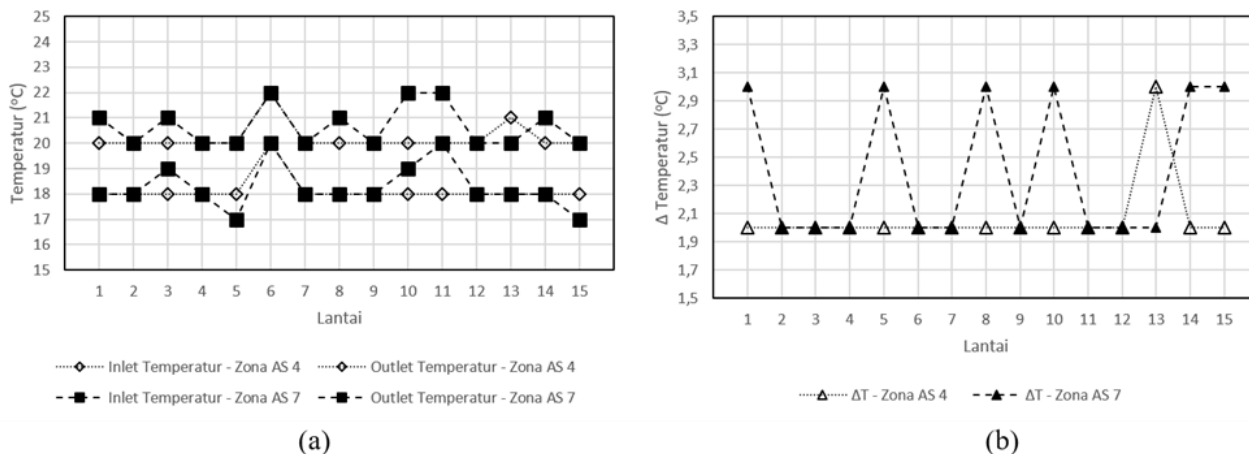 25
24
23
22
21
20
19
18
17
16
15
Temperatur (°C)
1 2 3 4 5 6 7 8 9 10 11 12 13 14 15
Lantai
Inlet Temperatur - Zona AS 4
Outlet Temperatur - Zona AS 4
Inlet Temperatur - Zona AS 7
Outlet Temperatur - Zona AS 7
(a)
3,5
3,3
3,1
2,9
2,7
2,5
2,3
2,1
1,9
1,7
1,5
Δ Temperatur (°C)
1 2 3 4 5 6 7 8 9 10 11 12 13 14 15
Lantai
ΔT - Zona AS 4
ΔT - Zona AS 7
(b)